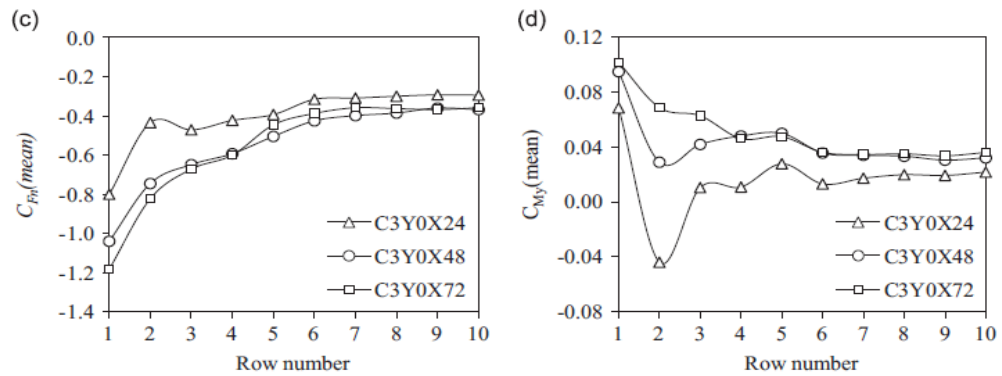 (c)
C_Fn(mean)
0.0
-0.2
-0.4
-0.6
-0.8
-1.0
-1.2
-1.4
C3Y0X24
C3Y0X48
C3Y0X72
1 2 3 4 5 6 7 8 9 10
Row number
(d)
C_My(mean)
0.12
0.08
0.04
0.00
-0.04
-0.08
C3Y0X24
C3Y0X48
C3Y0X72
1 2 3 4 5 6 7 8 9 10
Row number